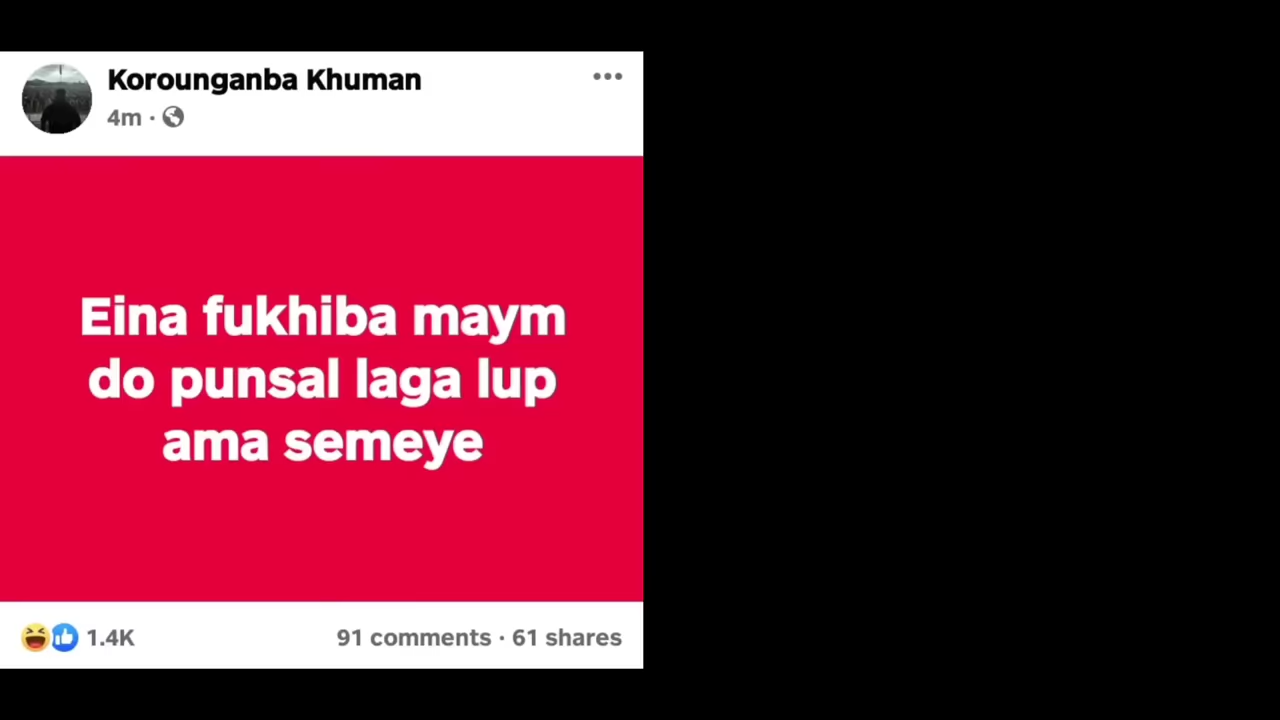 Korounganba Khuman
4m ·
Eina fukhiba maym
do punsal laga lup
ama semeye
1.4K
91 comments · 61 shares